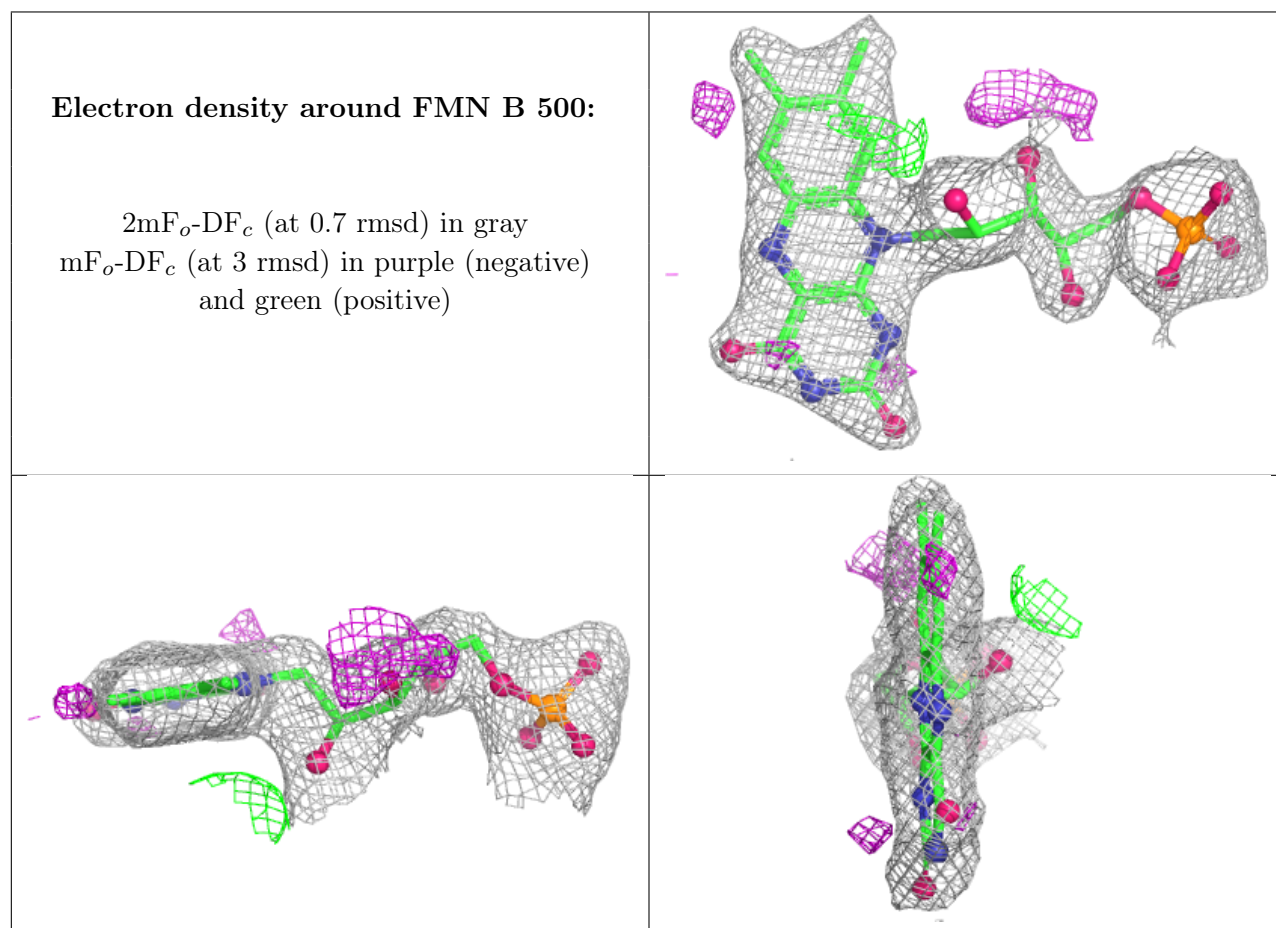 Electron density around FMN B 500:
2mFₒ-DF𝒸 (at 0.7 rmsd) in gray
mFₒ-DF𝒸 (at 3 rmsd) in purple (negative)
and green (positive)